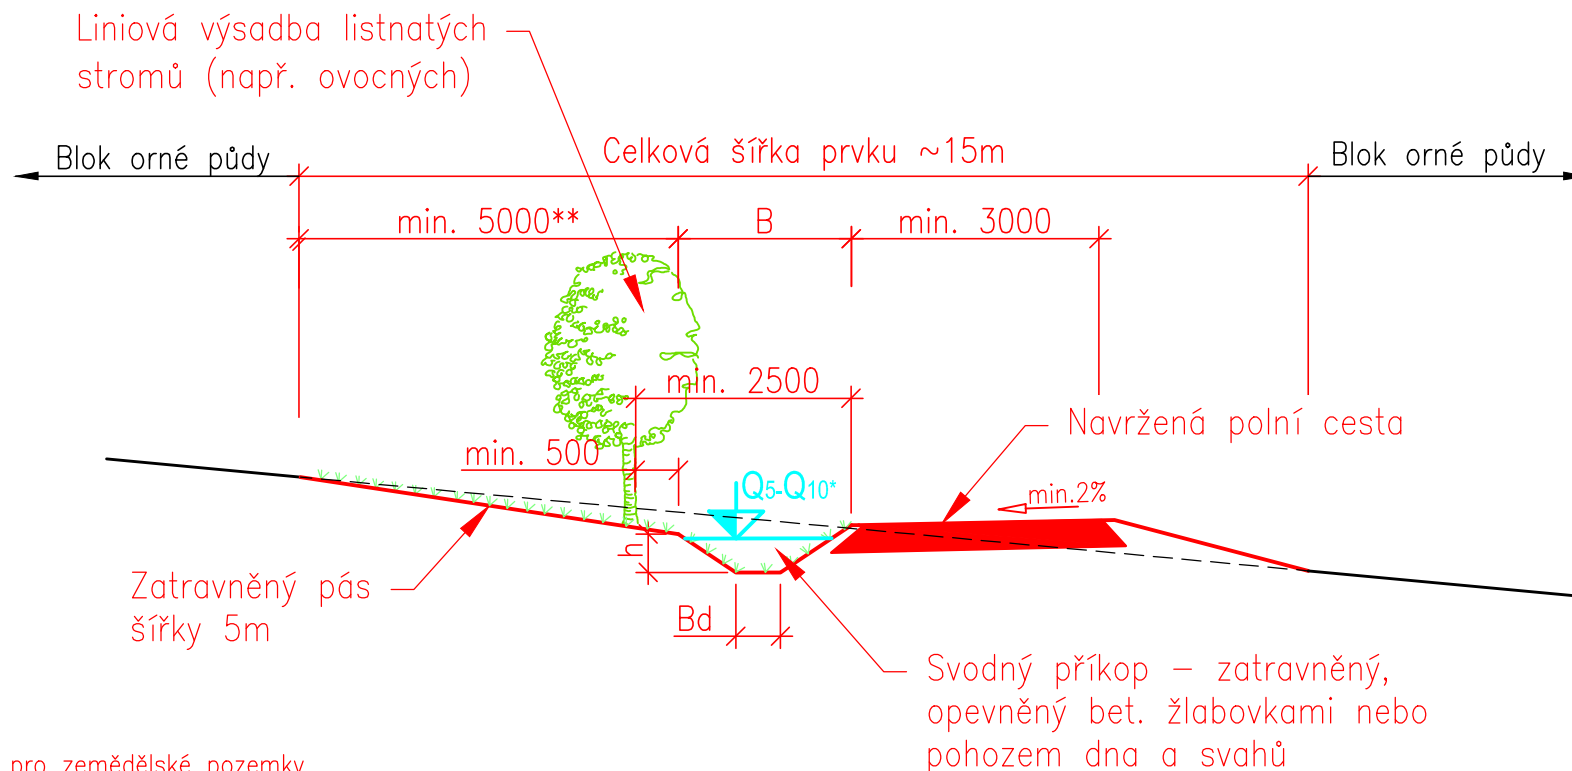 Liniová výsadba listnatých
stromů (např. ovocných)
Blok orné půdy
Celková šířka prvku ~15m
Blok orné půdy
min. 5000**
B
min. 3000
min. 2500
Navržená polní cesta
min. 500
Q5-Q10*
min.2%
h
Zatravněný pás
šířky 5m
Bd
Svodný příkop – zatravněný,
opevněný bet. žlabovkami nebo
pohozem dna a svahů
pro zemědělské pozemky